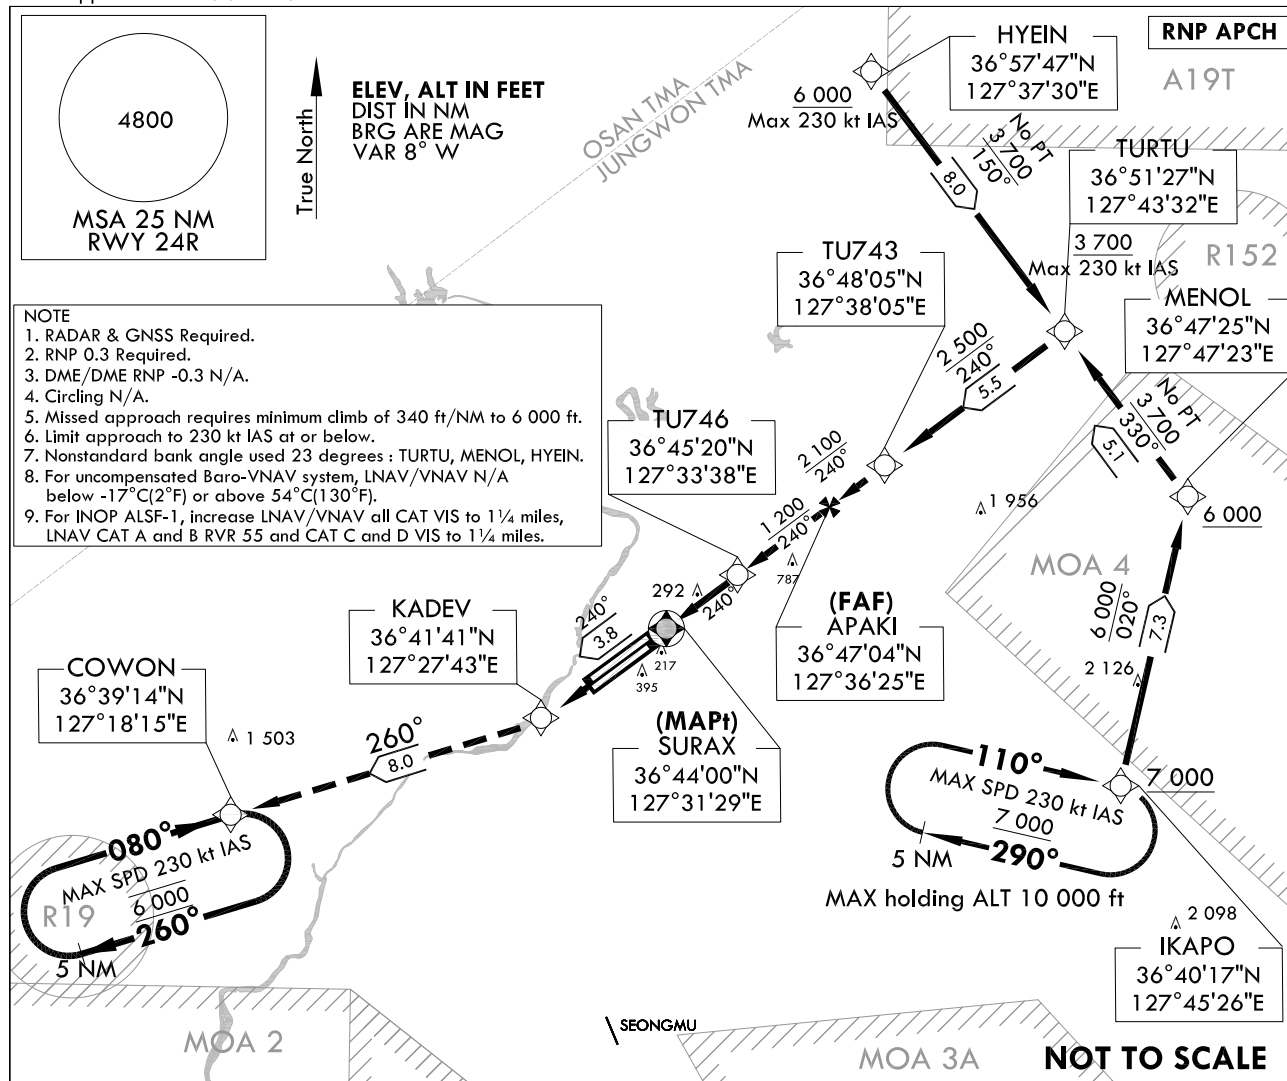 4800
MSA 25 NM
RWY 24R
True North
ELEV, ALT IN FEET
DIST IN NM
BRG ARE MAG
VAR 8° W
OSAN TMA
JUNGWON TMA
RNP APCH
A19T
HYEIN
36°57'47"N
127°37'30"E
6 000
Max 230 kt IAS
No PT
3 700
150°
8.0
TURTU
36°51'27"N
127°43'32"E
3 700
Max 230 kt IAS
R152
TU743
36°48'05"N
127°38'05"E
MENOL
36°47'25"N
127°47'23"E
NOTE
1. RADAR & GNSS Required.
2. RNP 0.3 Required.
3. DME/DME RNP -0.3 N/A.
4. Circling N/A.
5. Missed approach requires minimum climb of 340 ft/NM to 6 000 ft.
6. Limit approach to 230 kt IAS at or below.
7. Nonstandard bank angle used 23 degrees : TURTU, MENOL, HYEIN.
8. For uncompensated Baro-VNAV system, LNAV/VNAV N/A
below -17°C(2°F) or above 54°C(130°F).
9. For INOP ALSF-1, increase LNAV/VNAV all CAT VIS to 1¼ miles,
LNAV CAT A and B RVR 55 and CAT C and D VIS to 1¼ miles.
2 500
240°
5.5
No PT
3 700
330°
5.1
TU746
36°45'20"N
127°33'38"E
2 100
240°
1 200
240°
1 956
6 000
787
MOA 4
292
240°
240°
3.8
217
395
(FAF)
APAKI
36°47'04"N
127°36'25"E
6 000
020°
7.3
2 126
KADEV
36°41'41"N
127°27'43"E
COWON
36°39'14"N
127°18'15"E
1 503
260°
8.0
(MAPt)
SURAX
36°44'00"N
127°31'29"E
110°
MAX SPD 230 kt IAS
7 000
290°
5 NM
7 000
MAX holding ALT 10 000 ft
080°
MAX SPD 230 kt IAS
6 000
260°
R19
5 NM
2 098
IKAPO
36°40'17"N
127°45'26"E
MOA 2
SEONGMU
MOA 3A
NOT TO SCALE